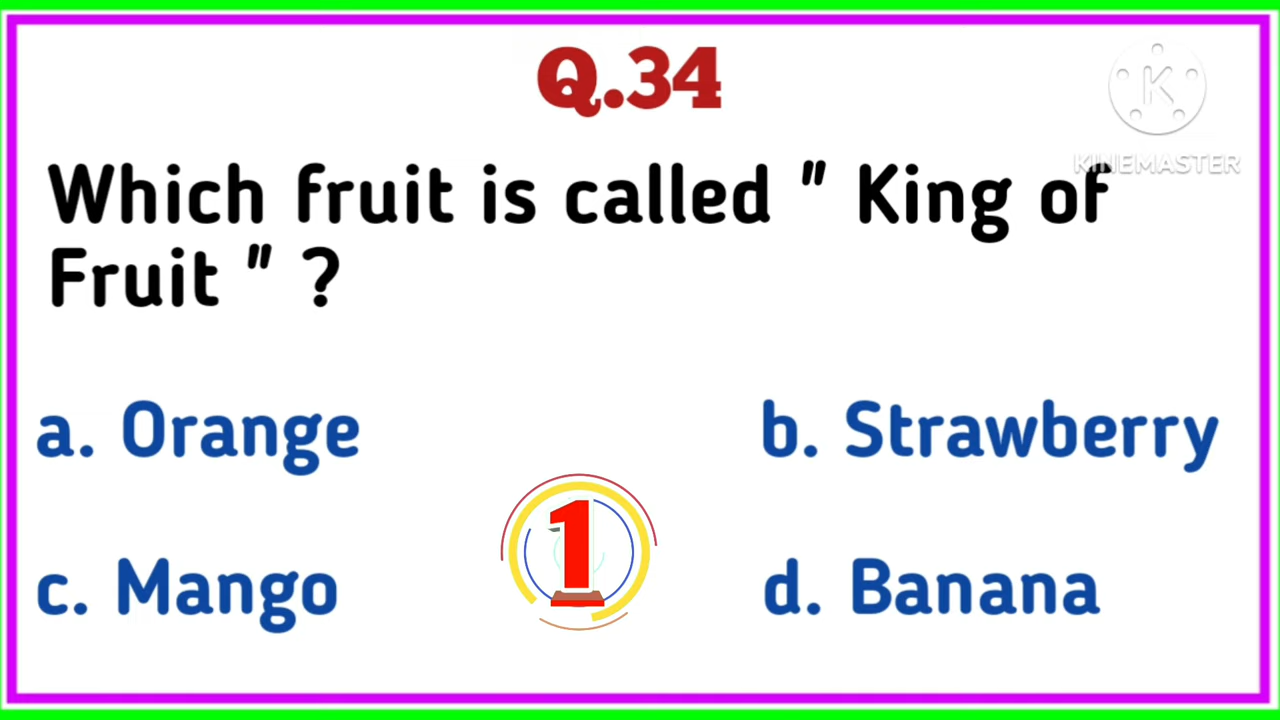 Q.34
K
KINEMASTER
Which fruit is called " King of
Fruit " ?
a. Orange
b. Strawberry
1
c. Mango
d. Banana